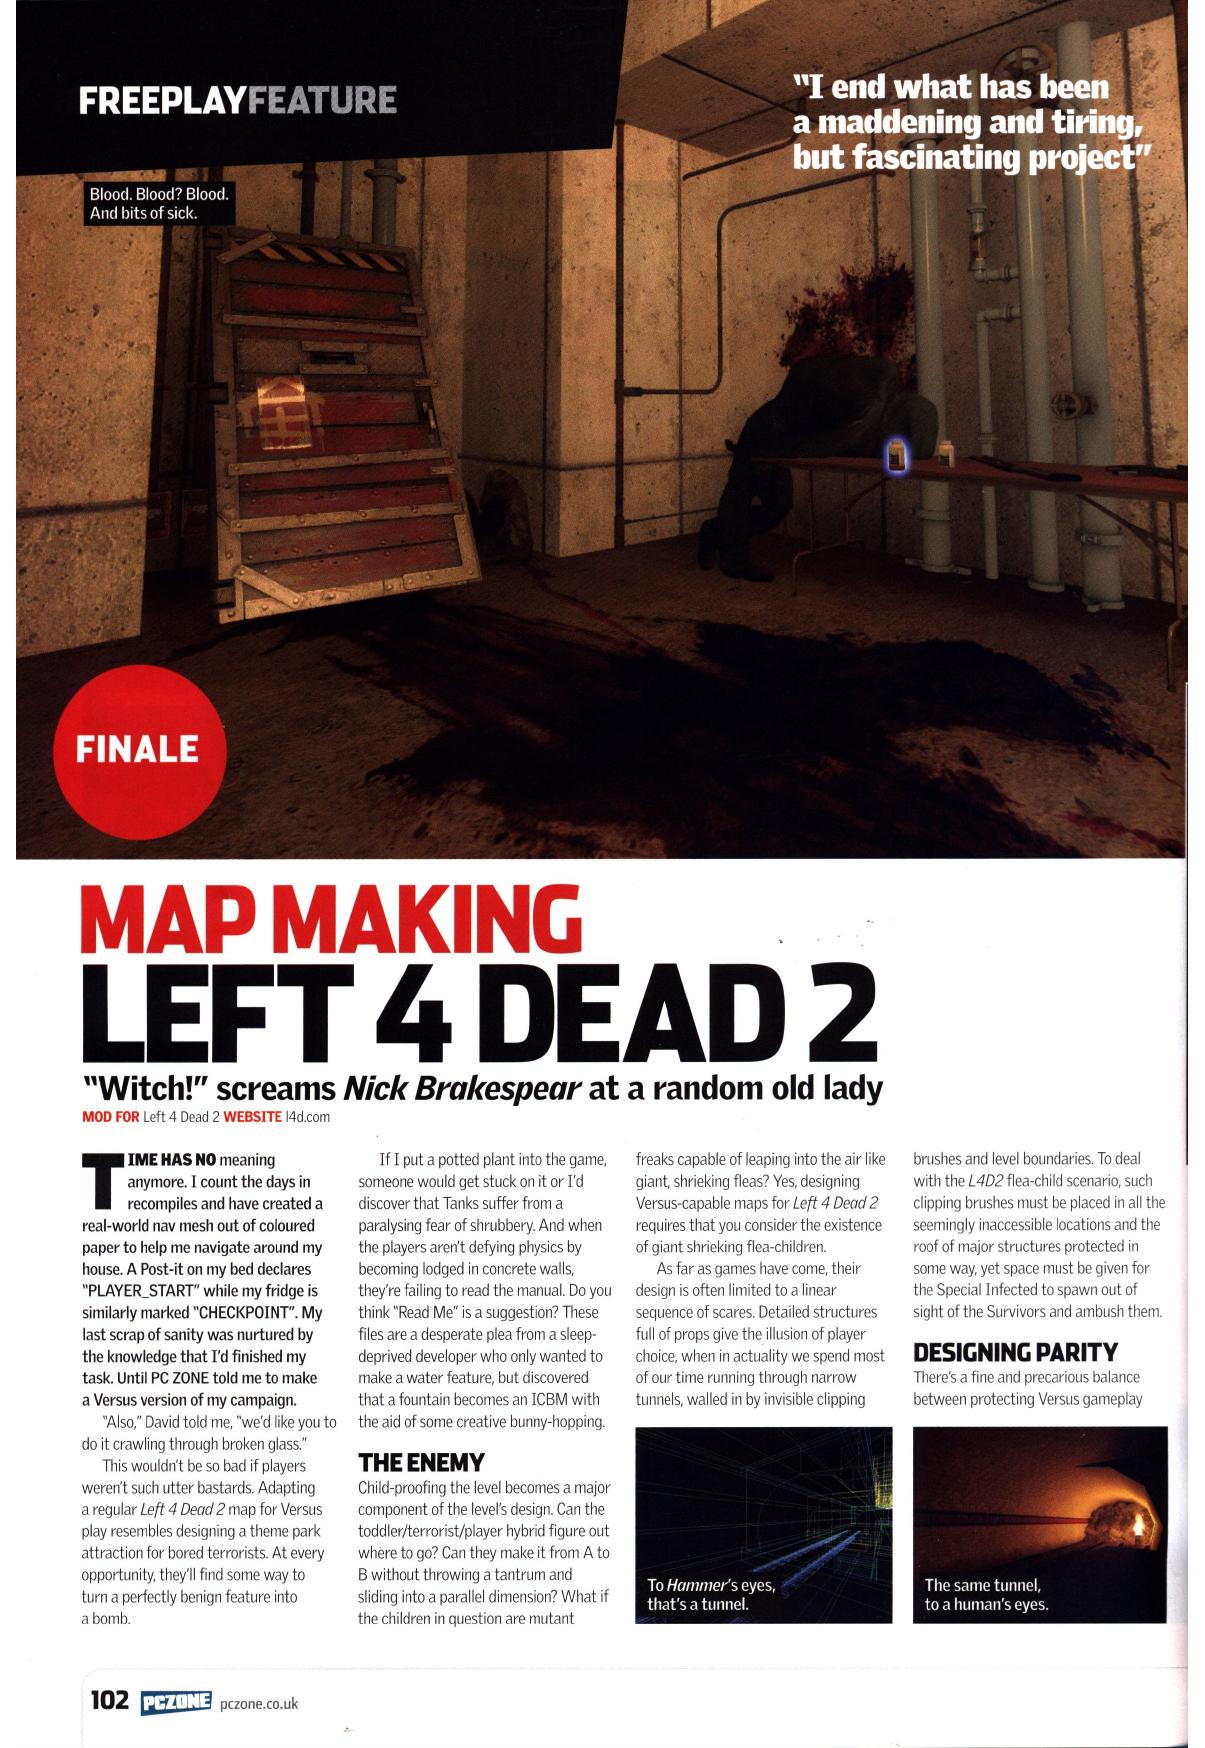 FREEPLAYFEATURE
"I end what has been
a maddening and tiring,
but fascinating project"
Blood. Blood? Blood.
And bits of sick.
FINALE
MAP MAKING
LEFT 4 DEAD 2
"Witch!" screams Nick Brakespear at a random old lady
MOD FOR Left 4 Dead 2 WEBSITE l4d.com
TIME HAS NO meaning
anymore. I count the days in
recompiles and have created a
real-world nav mesh out of coloured
paper to help me navigate around my
house. A Post-it on my bed declares
"PLAYER_START" while my fridge is
similarly marked "CHECKPOINT". My
last scrap of sanity was nurtured by
the knowledge that I'd finished my
task. Until PC ZONE told me to make
a Versus version of my campaign.
"Also," David told me, "we'd like you to
do it crawling through broken glass."
This wouldn't be so bad if players
weren't such utter bastards. Adapting
a regular Left 4 Dead 2 map for Versus
play resembles designing a theme park
attraction for bored terrorists. At every
opportunity, they'll find some way to
turn a perfectly benign feature into
a bomb.
If I put a potted plant into the game,
someone would get stuck on it or I'd
discover that Tanks suffer from a
paralysing fear of shrubbery. And when
the players aren't defying physics by
becoming lodged in concrete walls,
they're failing to read the manual. Do you
think "Read Me" is a suggestion? These
files are a desperate plea from a sleep-
deprived developer who only wanted to
make a water feature, but discovered
that a fountain becomes an ICBM with
the aid of some creative bunny-hopping.
THE ENEMY
Child-proofing the level becomes a major
component of the level's design. Can the
toddler/terrorist/player hybrid figure out
where to go? Can they make it from A to
B without throwing a tantrum and
sliding into a parallel dimension? What if
the children in question are mutant
freaks capable of leaping into the air like
giant, shrieking fleas? Yes, designing
Versus-capable maps for Left 4 Dead 2
requires that you consider the existence
of giant shrieking flea-children.
As far as games have come, their
design is often limited to a linear
sequence of scares. Detailed structures
full of props give the illusion of player
choice, when in actuality we spend most
of our time running through narrow
tunnels, walled in by invisible clipping
brushes and level boundaries. To deal
with the L4D2 flea-child scenario, such
clipping brushes must be placed in all the
seemingly inaccessible locations and the
roof of major structures protected in
some way, yet space must be given for
the Special Infected to spawn out of
sight of the Survivors and ambush them.
DESIGNING PARITY
There's a fine and precarious balance
between protecting Versus gameplay
To Hammer's eyes,
that's a tunnel.
The same tunnel,
to a human's eyes.
102 PCZONE pczone.co.uk